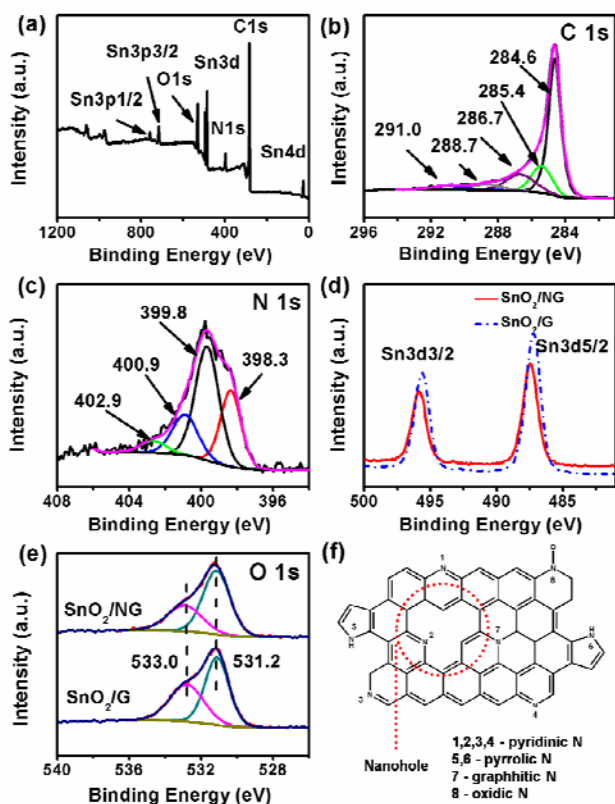 (a)
C1s
Sn3p3/2
Sn3d
O1s
Sn3p1/2
N1s
Sn4d
Intensity (a.u.)
1200 800 400 0
Binding Energy (eV)
(b)
C 1s
284.6
285.4
286.7
291.0
288.7
Intensity (a.u.)
296 292 288 284
Binding Energy (eV)
(c)
N 1s
399.8
400.9
398.3
402.9
Intensity (a.u.)
408 404 400 396
Binding Energy (eV)
(d)
SnO2/NG
SnO2/G
Sn3d3/2
Sn3d5/2
Intensity (a.u.)
500 495 490 485
Binding Energy (eV)
(e)
O 1s
SnO2/NG
533.0
531.2
SnO2/G
Intensity (a.u.)
540 536 532 528
Binding Energy (eV)
(f)
1
N
O
N
8
5
N
H
N 2
7
N
6
N
H
3 N
N
4
Nanohole
1,2,3,4 - pyridinic N
5,6 - pyrrolic N
7 - graphhitic N
8 - oxidic N